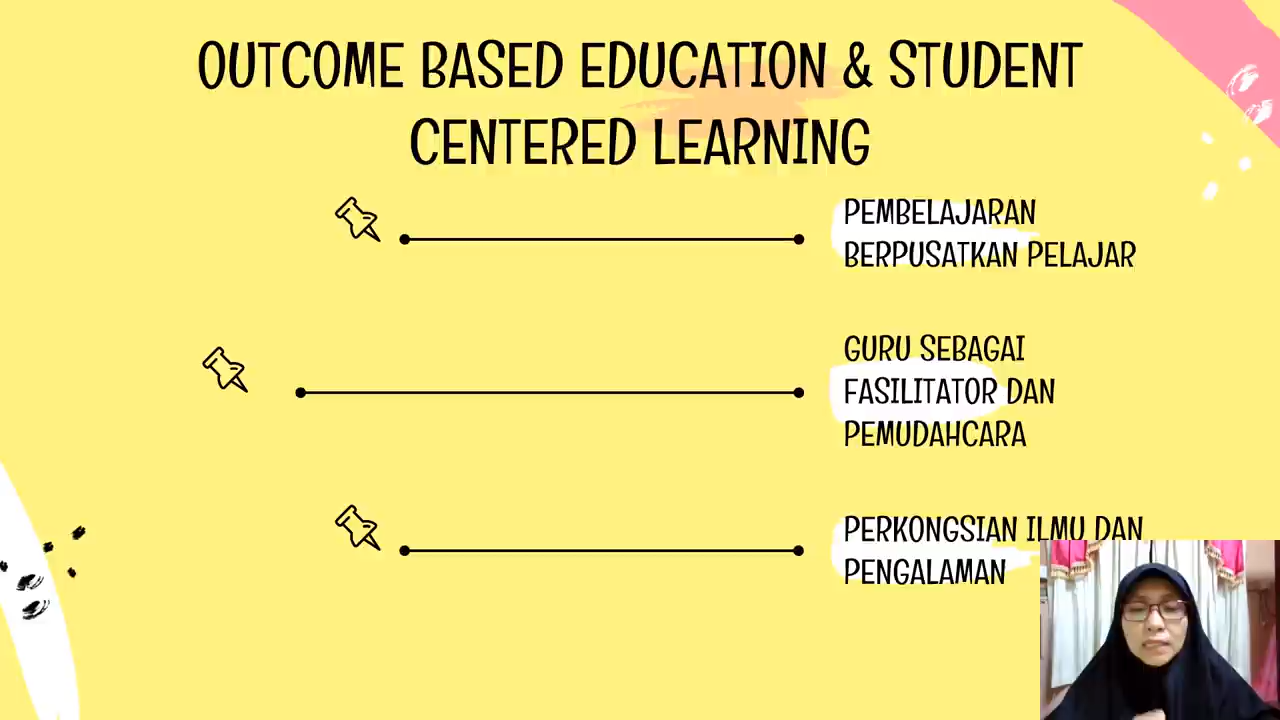 OUTCOME BASED EDUCATION & STUDENT
CENTERED LEARNING
PEMBELAJARAN
BERPUSATKAN PELAJAR
GURU SEBAGAI
FASILITATOR DAN
PEMUDAHCARA
PERKONGSIAN ILMU DAN
PENGALAMAN